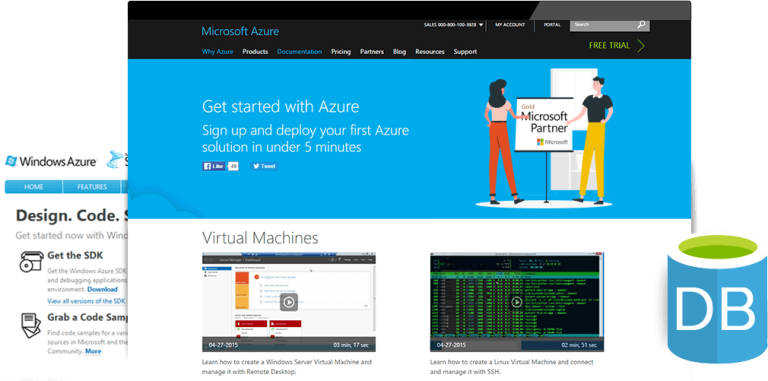 Microsoft Azure
SALES 000-800-100-3928
MY ACCOUNT
PORTAL
Search
Why Azure Products Documentation Pricing Partners Blog Resources Support
FREE TRIAL
Get started with Azure
Sign up and deploy your first Azure
solution in under 5 minutes
Like 49 Tweet
Gold
Microsoft
Partner
Microsoft
Windows Azure
HOME FEATURES
Design. Code. S
Get started now with Wind
Get the SDK
Get the Windows Azure SDK
and debugging applications
environment. Download
View all versions of the SDK
Grab a Code Samp
Find code samples for a va
sources in Microsoft and the
Community. More
Virtual Machines
04-27-2015 03 min, 17 sec
Learn how to create a Windows Server Virtual Machine and
manage it with Remote Desktop.
04-27-2015 02 min, 51 sec
Learn how to create a Linux Virtual Machine and connect
and manage it with SSH.
DB